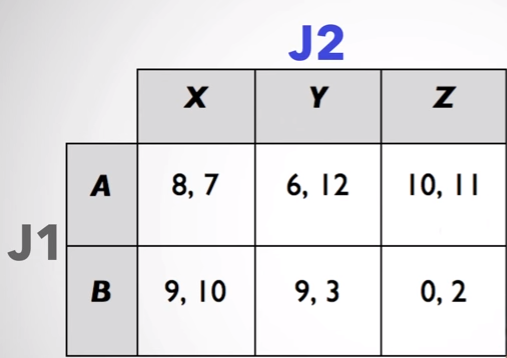 J2
X Y Z
A 8, 7 6, 12 10, 11
J1
B 9, 10 9, 3 0, 2